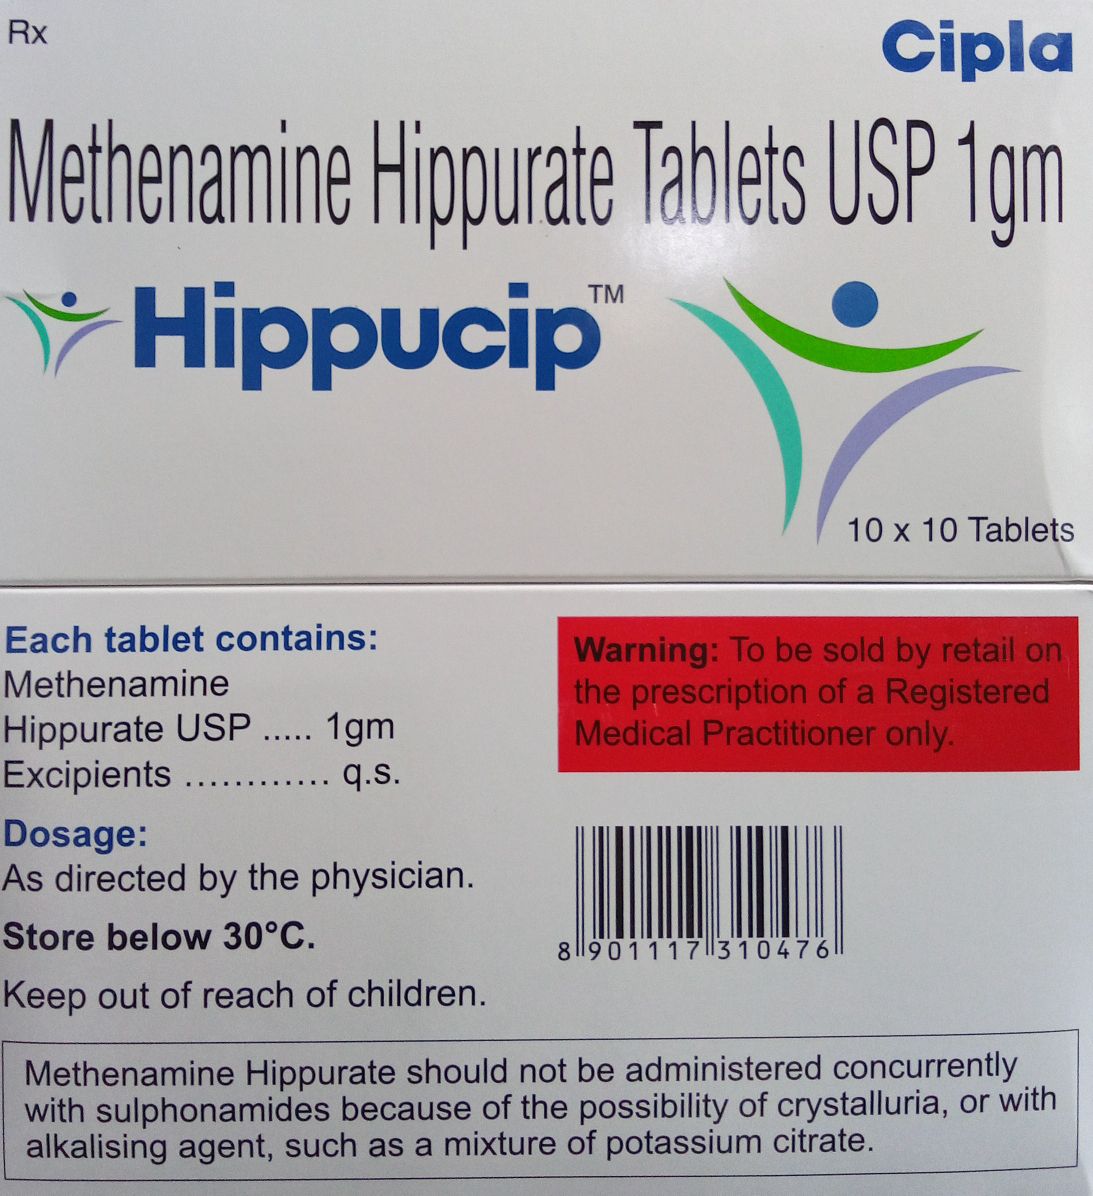 Rx
Cipla
Methenamine Hippurate Tablets USP 1gm
Hippucip™
10 x 10 Tablets
Each tablet contains:
Methenamine
Hippurate USP ..... 1gm
Excipients ............ q.s.
Dosage:
As directed by the physician.
Store below 30°C.
Keep out of reach of children.
Warning: To be sold by retail on
the prescription of a Registered
Medical Practitioner only.
8 901117 310476
Methenamine Hippurate should not be administered concurrently
with sulphonamides because of the possibility of crystalluria, or with
alkalising agent, such as a mixture of potassium citrate.